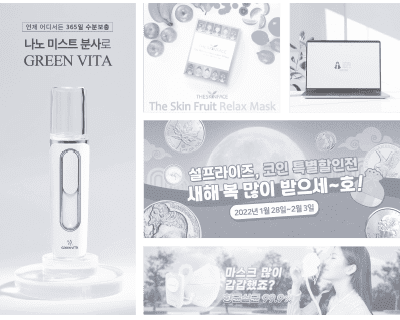 언제 어디서든 365일 수분보충
나노 미스트 분사로
GREEN VITA
THE SKIN FACE
The Skin Fruit Relax Mask
설프라이즈, 코인 특별할인전
새해 복 많이 받으세~호!
2022년 1월 28일~2월 3일
마스크 많이
갑갑했죠?
99.9%